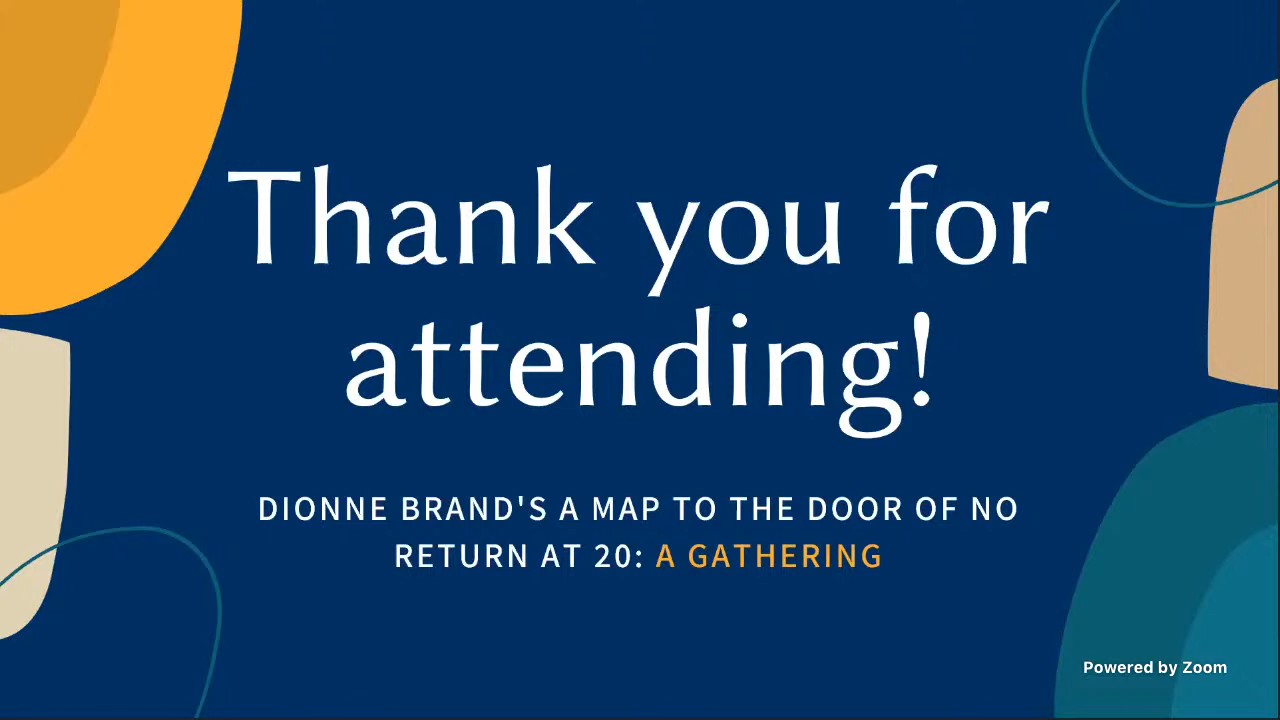 Thank you for
attending!
DIONNE BRAND'S A MAP TO THE DOOR OF NO
RETURN AT 20: A GATHERING
Powered by Zoom